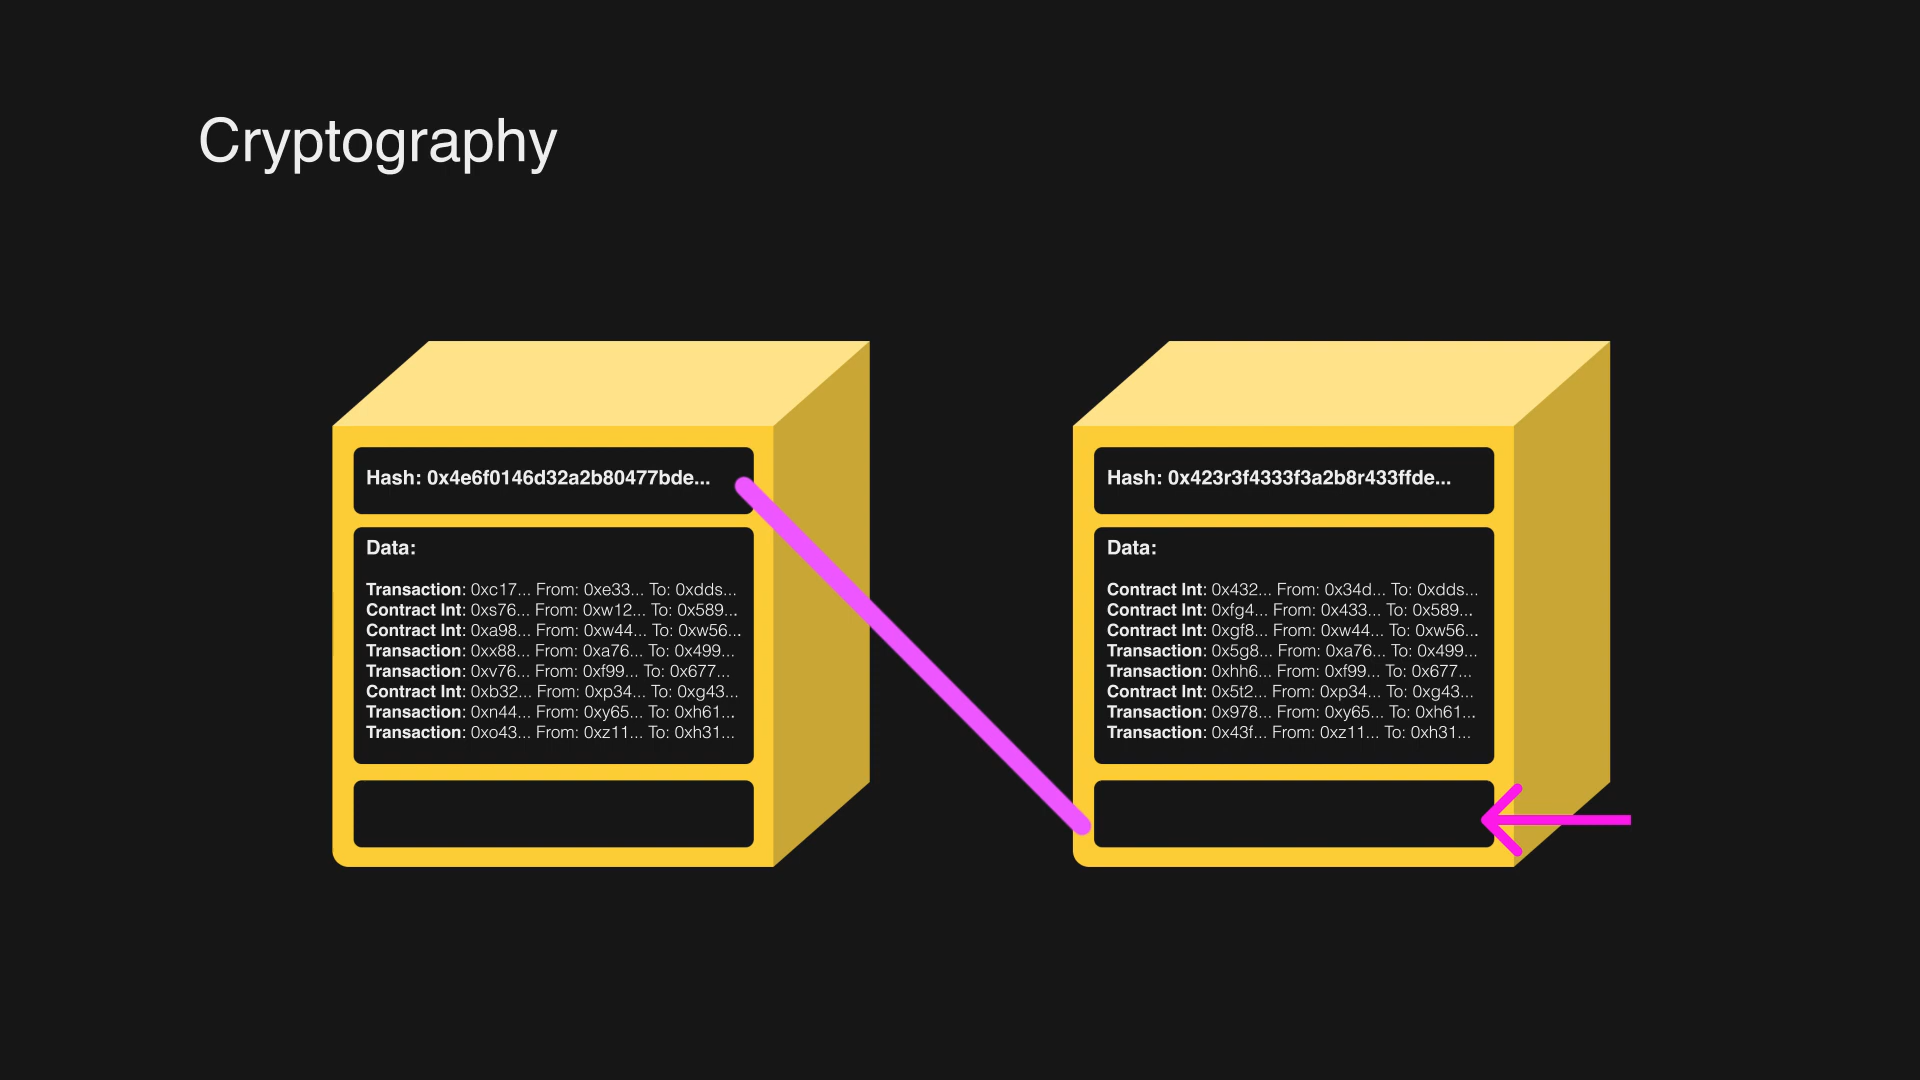 Cryptography
Hash: 0x4e6f0146d32a2b80477bde...
Data:
Transaction: 0xc17... From: 0xe33... To: 0xdds...
Contract Int: 0xs76... From: 0xw12... To: 0x589...
Contract Int: 0xa98... From: 0xw44... To: 0xw56...
Transaction: 0xx88... From: 0xa76... To: 0x499...
Transaction: 0xv76... From: 0xf99... To: 0x677...
Contract Int: 0xb32... From: 0xp34... To: 0xg43...
Transaction: 0xn44... From: 0xy65... To: 0xh61...
Transaction: 0xo43... From: 0xz11... To: 0xh31...
Hash: 0x423r3f4333f3a2b8r433ffde...
Data:
Contract Int: 0x432... From: 0x34d... To: 0xdds...
Contract Int: 0xfg4... From: 0x433... To: 0x589...
Contract Int: 0xgf8... From: 0xw44... To: 0xw56...
Transaction: 0x5g8... From: 0xa76... To: 0x499...
Transaction: 0xhh6... From: 0xf99... To: 0x677...
Contract Int: 0x5t2... From: 0xp34... To: 0xg43...
Transaction: 0x978... From: 0xy65... To: 0xh61...
Transaction: 0x43f... From: 0xz11... To: 0xh31...